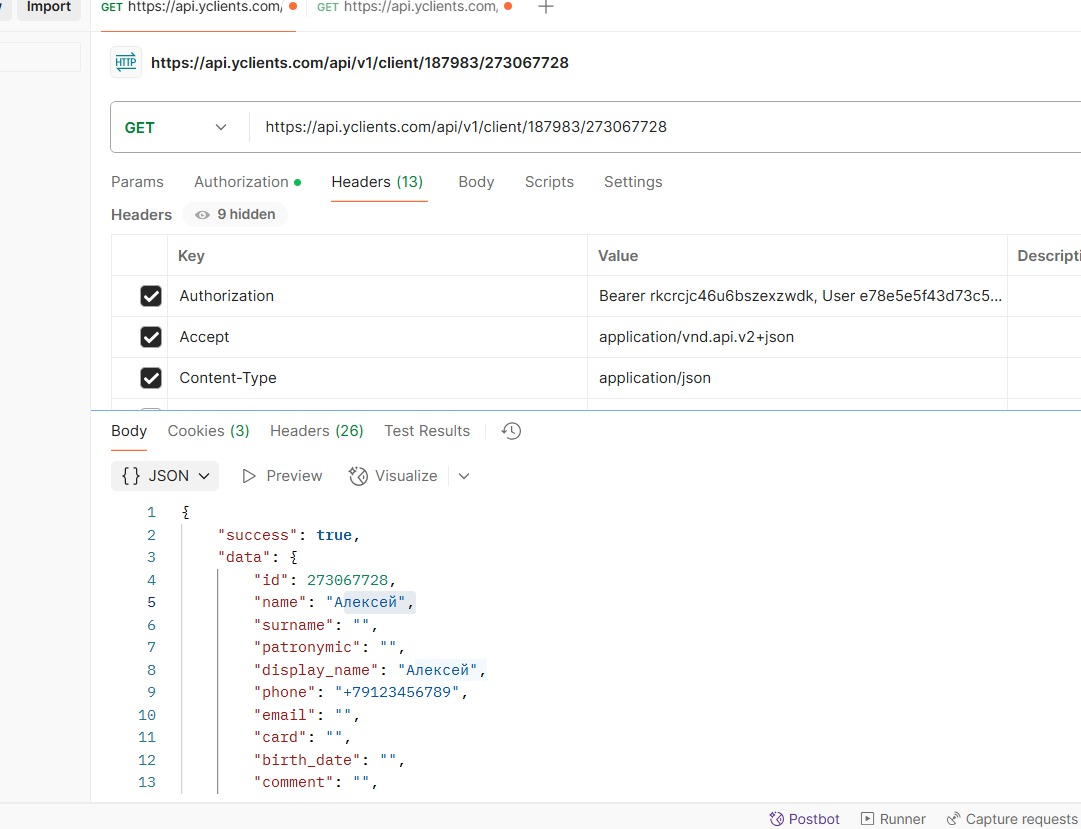 Import
GET https://api.yclients.com/
GET https://api.yclients.com,
HTTP https://api.yclients.com/api/v1/client/187983/273067728
GET https://api.yclients.com/api/v1/client/187983/273067728
Params Authorization Headers (13) Body Scripts Settings
Headers 9 hidden
Key Value Descripti
Authorization Bearer rkcrcjc46u6bszexzwdk, User e78e5e5f43d73c5...
Accept application/vnd.api.v2+json
Content-Type application/json
Body Cookies (3) Headers (26) Test Results
{} JSON Preview Visualize
1 {
2 "success": true,
3 "data": {
4 "id": 273067728,
5 "name": "Алексей",
6 "surname": "",
7 "patronymic": "",
8 "display_name": "Алексей",
9 "phone": "+79123456789",
10 "email": "",
11 "card": "",
12 "birth_date": "",
13 "comment": "",
Postbot Runner Capture requests